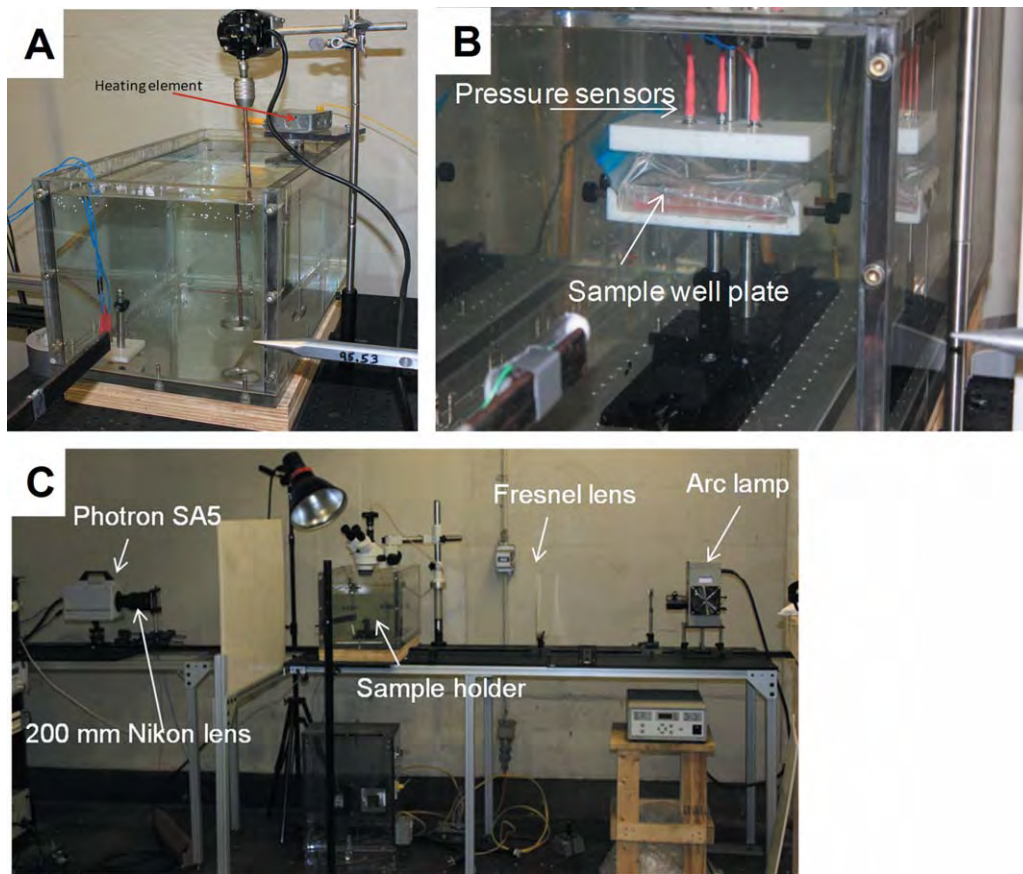 A
Heating element
95.53
B
Pressure sensors
Sample well plate
C
Photron SA5
Fresnel lens
Arc lamp
Sample holder
200 mm Nikon lens